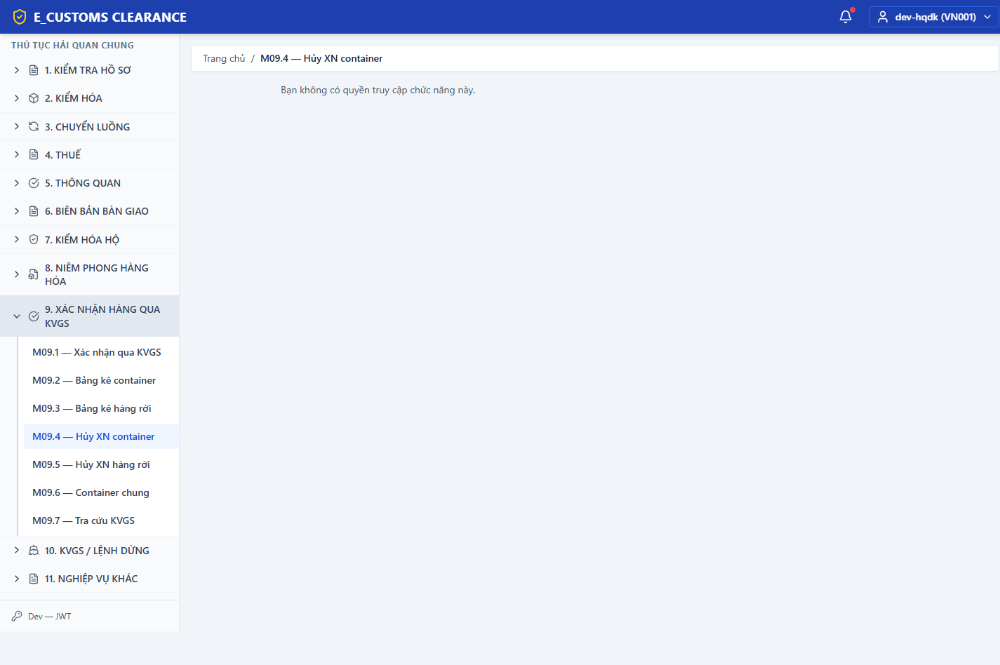 E_CUSTOMS CLEARANCE
dev-hqdk (VN001)
THỦ TỤC HẢI QUAN CHUNG
1. KIỂM TRA HỒ SƠ
2. KIỂM HÓA
3. CHUYỂN LUỒNG
4. THUẾ
5. THÔNG QUAN
6. BIÊN BẢN BÀN GIAO
7. KIỂM HÓA HỘ
8. NIÊM PHONG HÀNG
HÓA
9. XÁC NHẬN HÀNG QUA
KVGS
M09.1 — Xác nhận qua KVGS
M09.2 — Bảng kê container
M09.3 — Bảng kê hàng rời
M09.4 — Hủy XN container
M09.5 — Hủy XN hàng rời
M09.6 — Container chung
M09.7 — Tra cứu KVGS
10. KVGS / LỆNH DỪNG
11. NGHIỆP VỤ KHÁC
Dev — JWT
Trang chủ / M09.4 — Hủy XN container
Bạn không có quyền truy cập chức năng này.